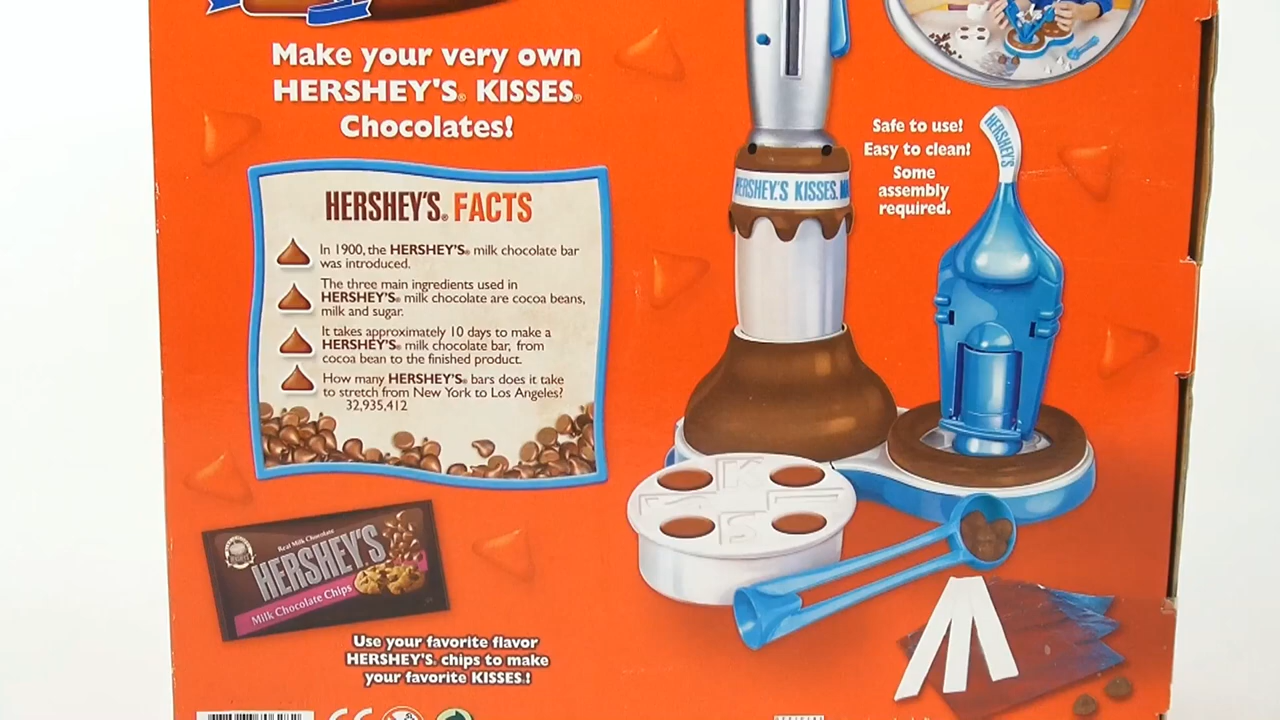 Make your very own
HERSHEY'S® KISSES®
Chocolates!
HERSHEY'S® FACTS
In 1900, the HERSHEY'S® milk chocolate bar
was introduced.
The three main ingredients used in
HERSHEY'S® milk chocolate are cocoa beans,
milk and sugar.
It takes approximately 10 days to make a
HERSHEY'S® milk chocolate bar, from
cocoa bean to the finished product.
How many HERSHEY'S® bars does it take
to stretch from New York to Los Angeles?
32,935,412
Real Milk Chocolate
HERSHEY'S
Milk Chocolate Chips
Use your favorite flavor
HERSHEY'S® chips to make
your favorite KISSES®!
HERSHEY'S KISSES.
Safe to use!
Easy to clean!
Some
assembly
required.
HERSHEY'S
K
S
CE